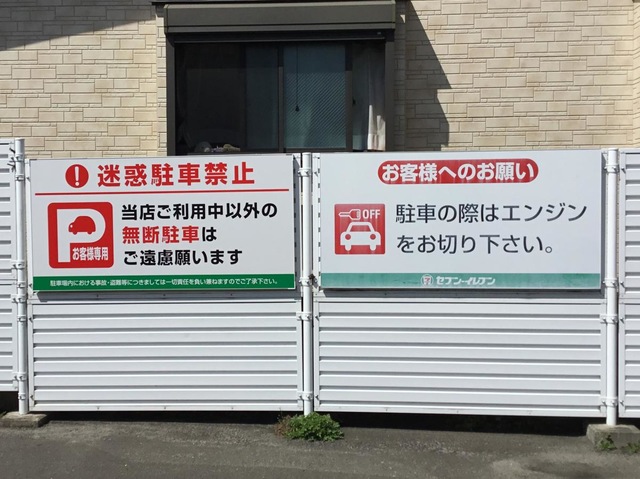 ! 迷惑駐車禁止
P
お客様専用
当店ご利用中以外の
無断駐車は
ご遠慮願います
駐車場内における事故・盗難等につきましては一切責任を負い兼ねますのでご了承下さい。
お客様へのお願い
OFF
駐車の際はエンジン
をお切り下さい。
セブン-イレブン